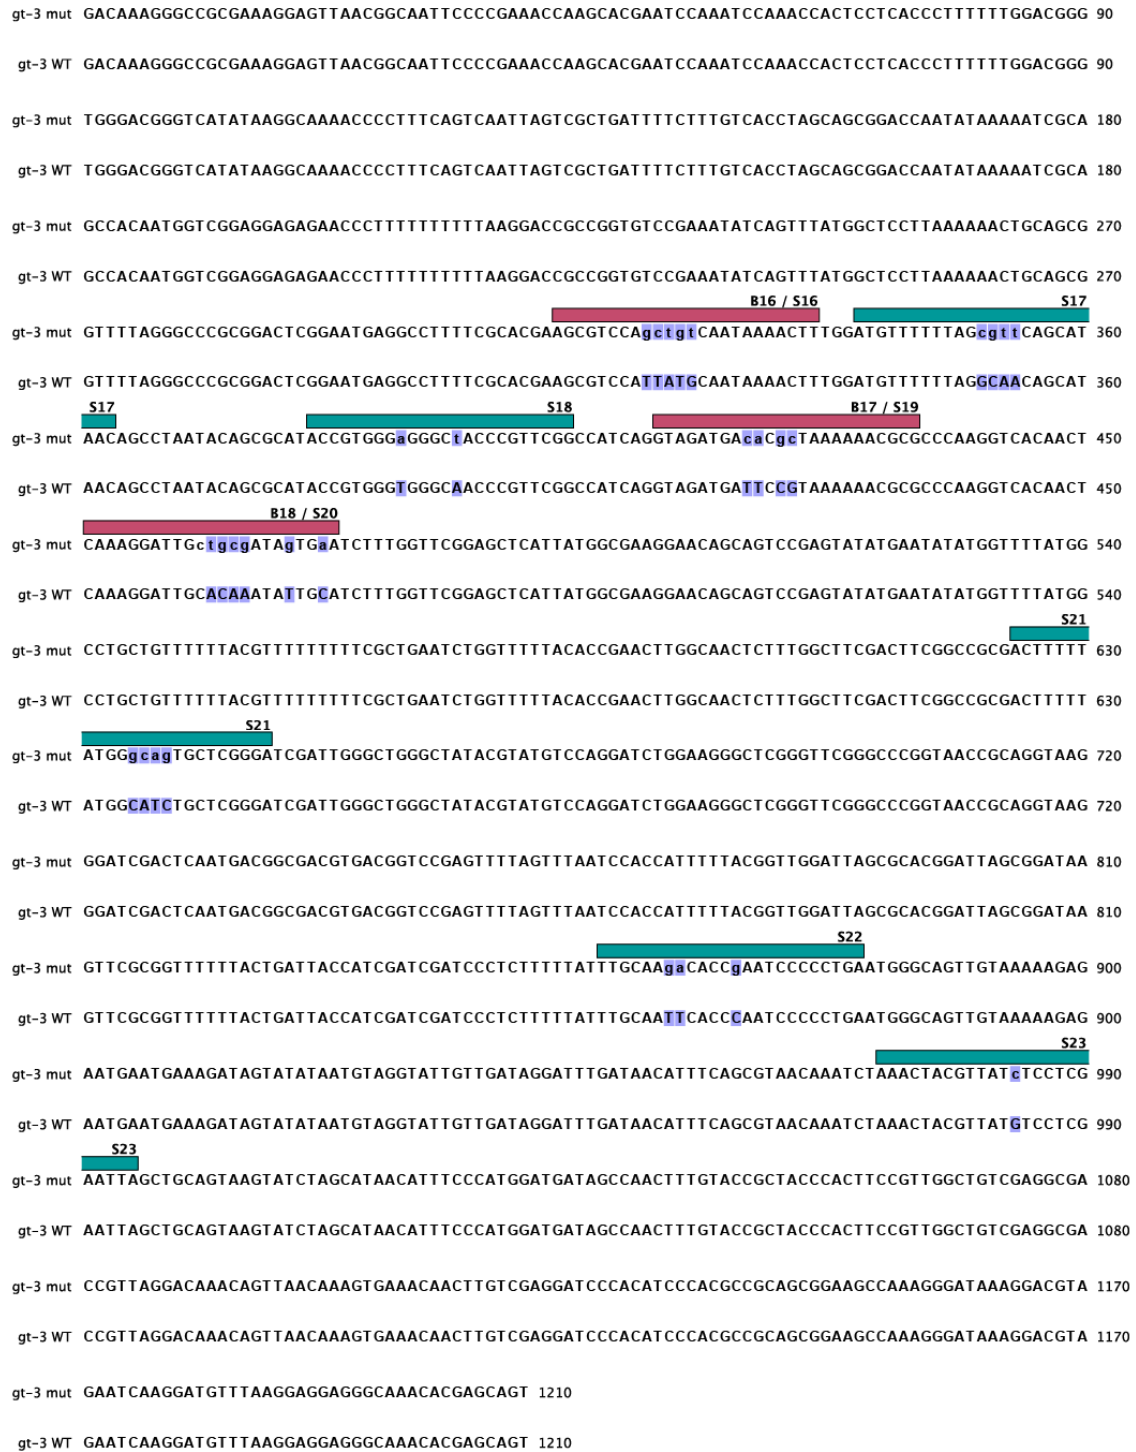 gt-3 mut GACAAAGGGCCGCGAAAGGAGTTAACGGCAATTCCCCGAAACCAAGCACGAATCCAAATCCAAACCACTCCTCACCCTTTTTTGGACGGG 90
gt-3 WT GACAAAGGGCCGCGAAAGGAGTTAACGGCAATTCCCCGAAACCAAGCACGAATCCAAATCCAAACCACTCCTCACCCTTTTTTGGACGGG 90
gt-3 mut TGGGACGGGTCATATAAGGCAAAACCCCTTTCAGTCAATTAGTCGCTGATTTTCTTTGTCACCTAGCAGCGGACCAATATAAAAATCGCA 180
gt-3 WT TGGGACGGGTCATATAAGGCAAAACCCCTTTCAGTCAATTAGTCGCTGATTTTCTTTGTCACCTAGCAGCGGACCAATATAAAAATCGCA 180
gt-3 mut GCCACAATGGTCGGAGGAGAGAACCCTTTTTTTTTTAAGGACCGCCGGTGTCCGAAATATCAGTTTATGGCTCCTTAAAAAACTGCAGCG 270
gt-3 WT GCCACAATGGTCGGAGGAGAGAACCCTTTTTTTTTTAAGGACCGCCGGTGTCCGAAATATCAGTTTATGGCTCCTTAAAAAACTGCAGCG 270
B16 / S16 S17
gt-3 mut GTTTTAGGGCCCGCGGACTCGGAATGAGGCCTTTTCGCACGAAGCGTCCAgctgtCAATAAAACTTTGGATGTTTTTTAGcgttCAGCAT 360
gt-3 WT GTTTTAGGGCCCGCGGACTCGGAATGAGGCCTTTTCGCACGAAGCGTCCATTATGCAATAAAACTTTGGATGTTTTTTAGGCAACAGCAT 360
S17 S18 B17 / S19
gt-3 mut AACAGCCTAATACAGCGCATACCGTGGGaGGGCtACCCGTTCGGCCATCAGGTAGATGAcaCgcTAAAAAACGCGCCCAAGGTCACAACT 450
gt-3 WT AACAGCCTAATACAGCGCATACCGTGGGTGGGCAACCCGTTCGGCCATCAGGTAGATGATTCCGTAAAAAACGCGCCCAAGGTCACAACT 450
B18 / S20
gt-3 mut CAAAGGATTGctgcgATAgTGaATCTTTGGTTCGGAGCTCATTATGGCGAAGGAACAGCAGTCCGAGTATATGAATATATGGTTTTATGG 540
gt-3 WT CAAAGGATTGCACAAATATTGCATCTTTGGTTCGGAGCTCATTATGGCGAAGGAACAGCAGTCCGAGTATATGAATATATGGTTTTATGG 540
S21
gt-3 mut CCTGCTGTTTTTTACGTTTTTTTTTCGCTGAATCTGGTTTTTACACCGAACTTGGCAACTCTTTGGCTTCGACTTCGGCCGCGACTTTTT 630
gt-3 WT CCTGCTGTTTTTTACGTTTTTTTTTCGCTGAATCTGGTTTTTACACCGAACTTGGCAACTCTTTGGCTTCGACTTCGGCCGCGACTTTTT 630
S21
gt-3 mut ATGGgcagTGCTCGGGATCGATTGGGCTGGGCTATACGTATGTCCAGGATCTGGAAGGGCTCGGGTTCGGGCCCGGTAACCGCAGGTAAG 720
gt-3 WT ATGGCATCTGCTCGGGATCGATTGGGCTGGGCTATACGTATGTCCAGGATCTGGAAGGGCTCGGGTTCGGGCCCGGTAACCGCAGGTAAG 720
gt-3 mut GGATCGACTCAATGACGGCGACGTGACGGTCCGAGTTTTAGTTTAATCCACCATTTTTACGGTTGGATTAGCGCACGGATTAGCGGATAA 810
gt-3 WT GGATCGACTCAATGACGGCGACGTGACGGTCCGAGTTTTAGTTTAATCCACCATTTTTACGGTTGGATTAGCGCACGGATTAGCGGATAA 810
S22
gt-3 mut GTTCGCGGTTTTTTACTGATTACCATCGATCGATCCCTCTTTTTATTTGCAAgaCACCgAATCCCCCTGAATGGGCAGTTGTAAAAAGAG 900
gt-3 WT GTTCGCGGTTTTTTACTGATTACCATCGATCGATCCCTCTTTTTATTTGCAATTCACCCAATCCCCCTGAATGGGCAGTTGTAAAAAGAG 900
S23
gt-3 mut AATGAATGAAAGATAGTATATAATGTAGGTATTGTTGATAGGATTTGATAACATTTCAGCGTAACAAATCTAAACTACGTTATcTCCTCG 990
gt-3 WT AATGAATGAAAGATAGTATATAATGTAGGTATTGTTGATAGGATTTGATAACATTTCAGCGTAACAAATCTAAACTACGTTATGTCCTCG 990
S23
gt-3 mut AATTAGCTGCAGTAAGTATCTAGCATAACATTTCCCATGGATGATAGCCAACTTTGTACCGCTACCCACTTCCGTTGGCTGTCGAGGCGA 1080
gt-3 WT AATTAGCTGCAGTAAGTATCTAGCATAACATTTCCCATGGATGATAGCCAACTTTGTACCGCTACCCACTTCCGTTGGCTGTCGAGGCGA 1080
gt-3 mut CCGTTAGGACAAACAGTTAACAAAGTGAAACAACTTGTCGAGGATCCCACATCCCACGCCGCAGCGGAAGCCAAAGGGATAAAGGACGTA 1170
gt-3 WT CCGTTAGGACAAACAGTTAACAAAGTGAAACAACTTGTCGAGGATCCCACATCCCACGCCGCAGCGGAAGCCAAAGGGATAAAGGACGTA 1170
gt-3 mut GAATCAAGGATGTTTAAGGAGGAGGGCAAACACGAGCAGT 1210
gt-3 WT GAATCAAGGATGTTTAAGGAGGAGGGCAAACACGAGCAGT 1210